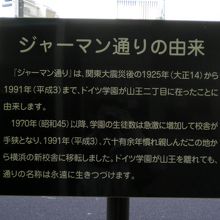 ジャーマン通りの由来
「ジャーマン通り」は、関東大震災後の1925年(大正14)から
1991年(平成3)まで、ドイツ学園が山王二丁目に在ったことに
由来します。
1970年(昭和45)以降、学園の生徒数は急激に増加して校舎が
手狭となり、1991年(平成3)、六十有余年慣れ親しんだこの地か
ら横浜の新校舎に移転しました。ドイツ学園が山王を離れても、
通りの名称は永遠に生きつづけます。